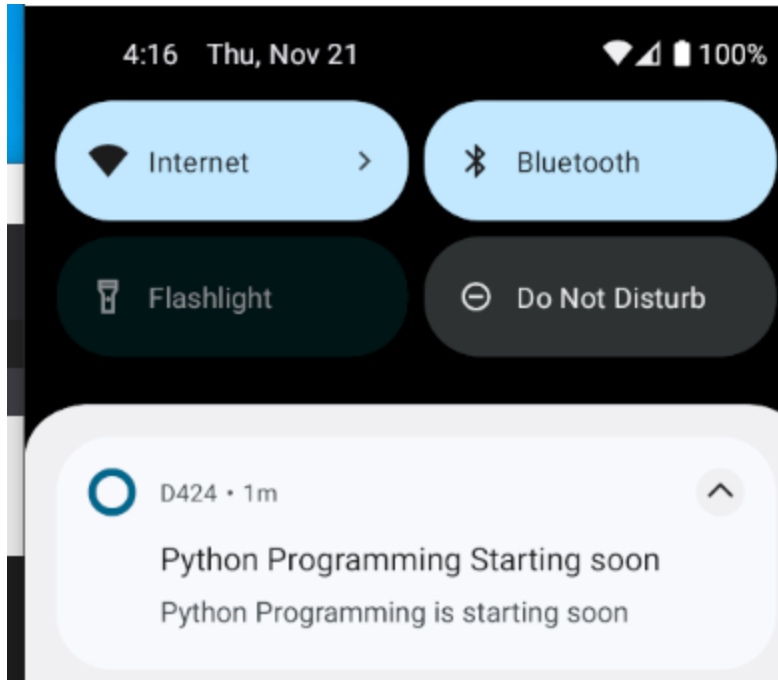 4:16 Thu, Nov 21 100%
Internet Bluetooth
Flashlight Do Not Disturb
D424 • 1m
Python Programming Starting soon
Python Programming is starting soon